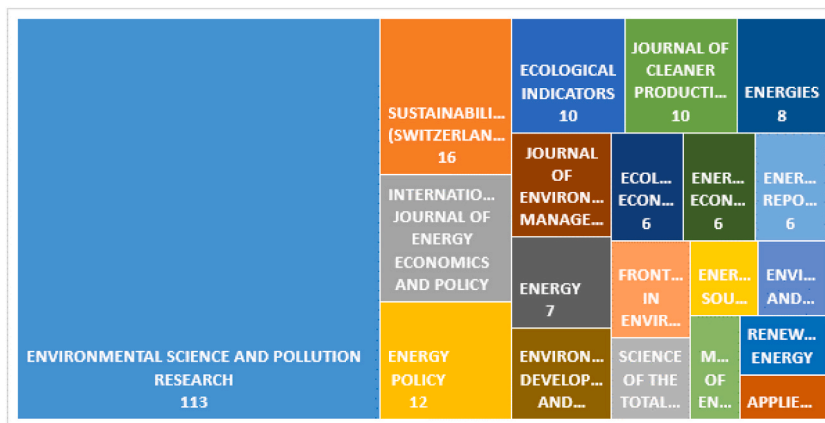 ENVIRONMENTAL SCIENCE AND POLLUTION
RESEARCH
113
SUSTAINABILI...
(SWITZERLAN...
16
INTERNATIO...
JOURNAL OF
ENERGY
ECONOMICS
AND POLICY
ENERGY
POLICY
12
ECOLOGICAL
INDICATORS
10
JOURNAL OF
CLEANER
PRODUCTI...
10
ENERGIES
8
JOURNAL
OF
ENVIRON...
MANAGE...
ECOL...
ECON...
6
ENER...
ECON...
6
ENER...
REPO...
6
ENERGY
7
FRONT...
IN
ENVIR...
ENER...
SOU...
ENVI...
AND...
ENVIRON...
DEVELOP...
AND...
SCIENCE
OF THE
TOTAL...
M...
OF
EN...
RENEW...
ENERGY
APPLIE...